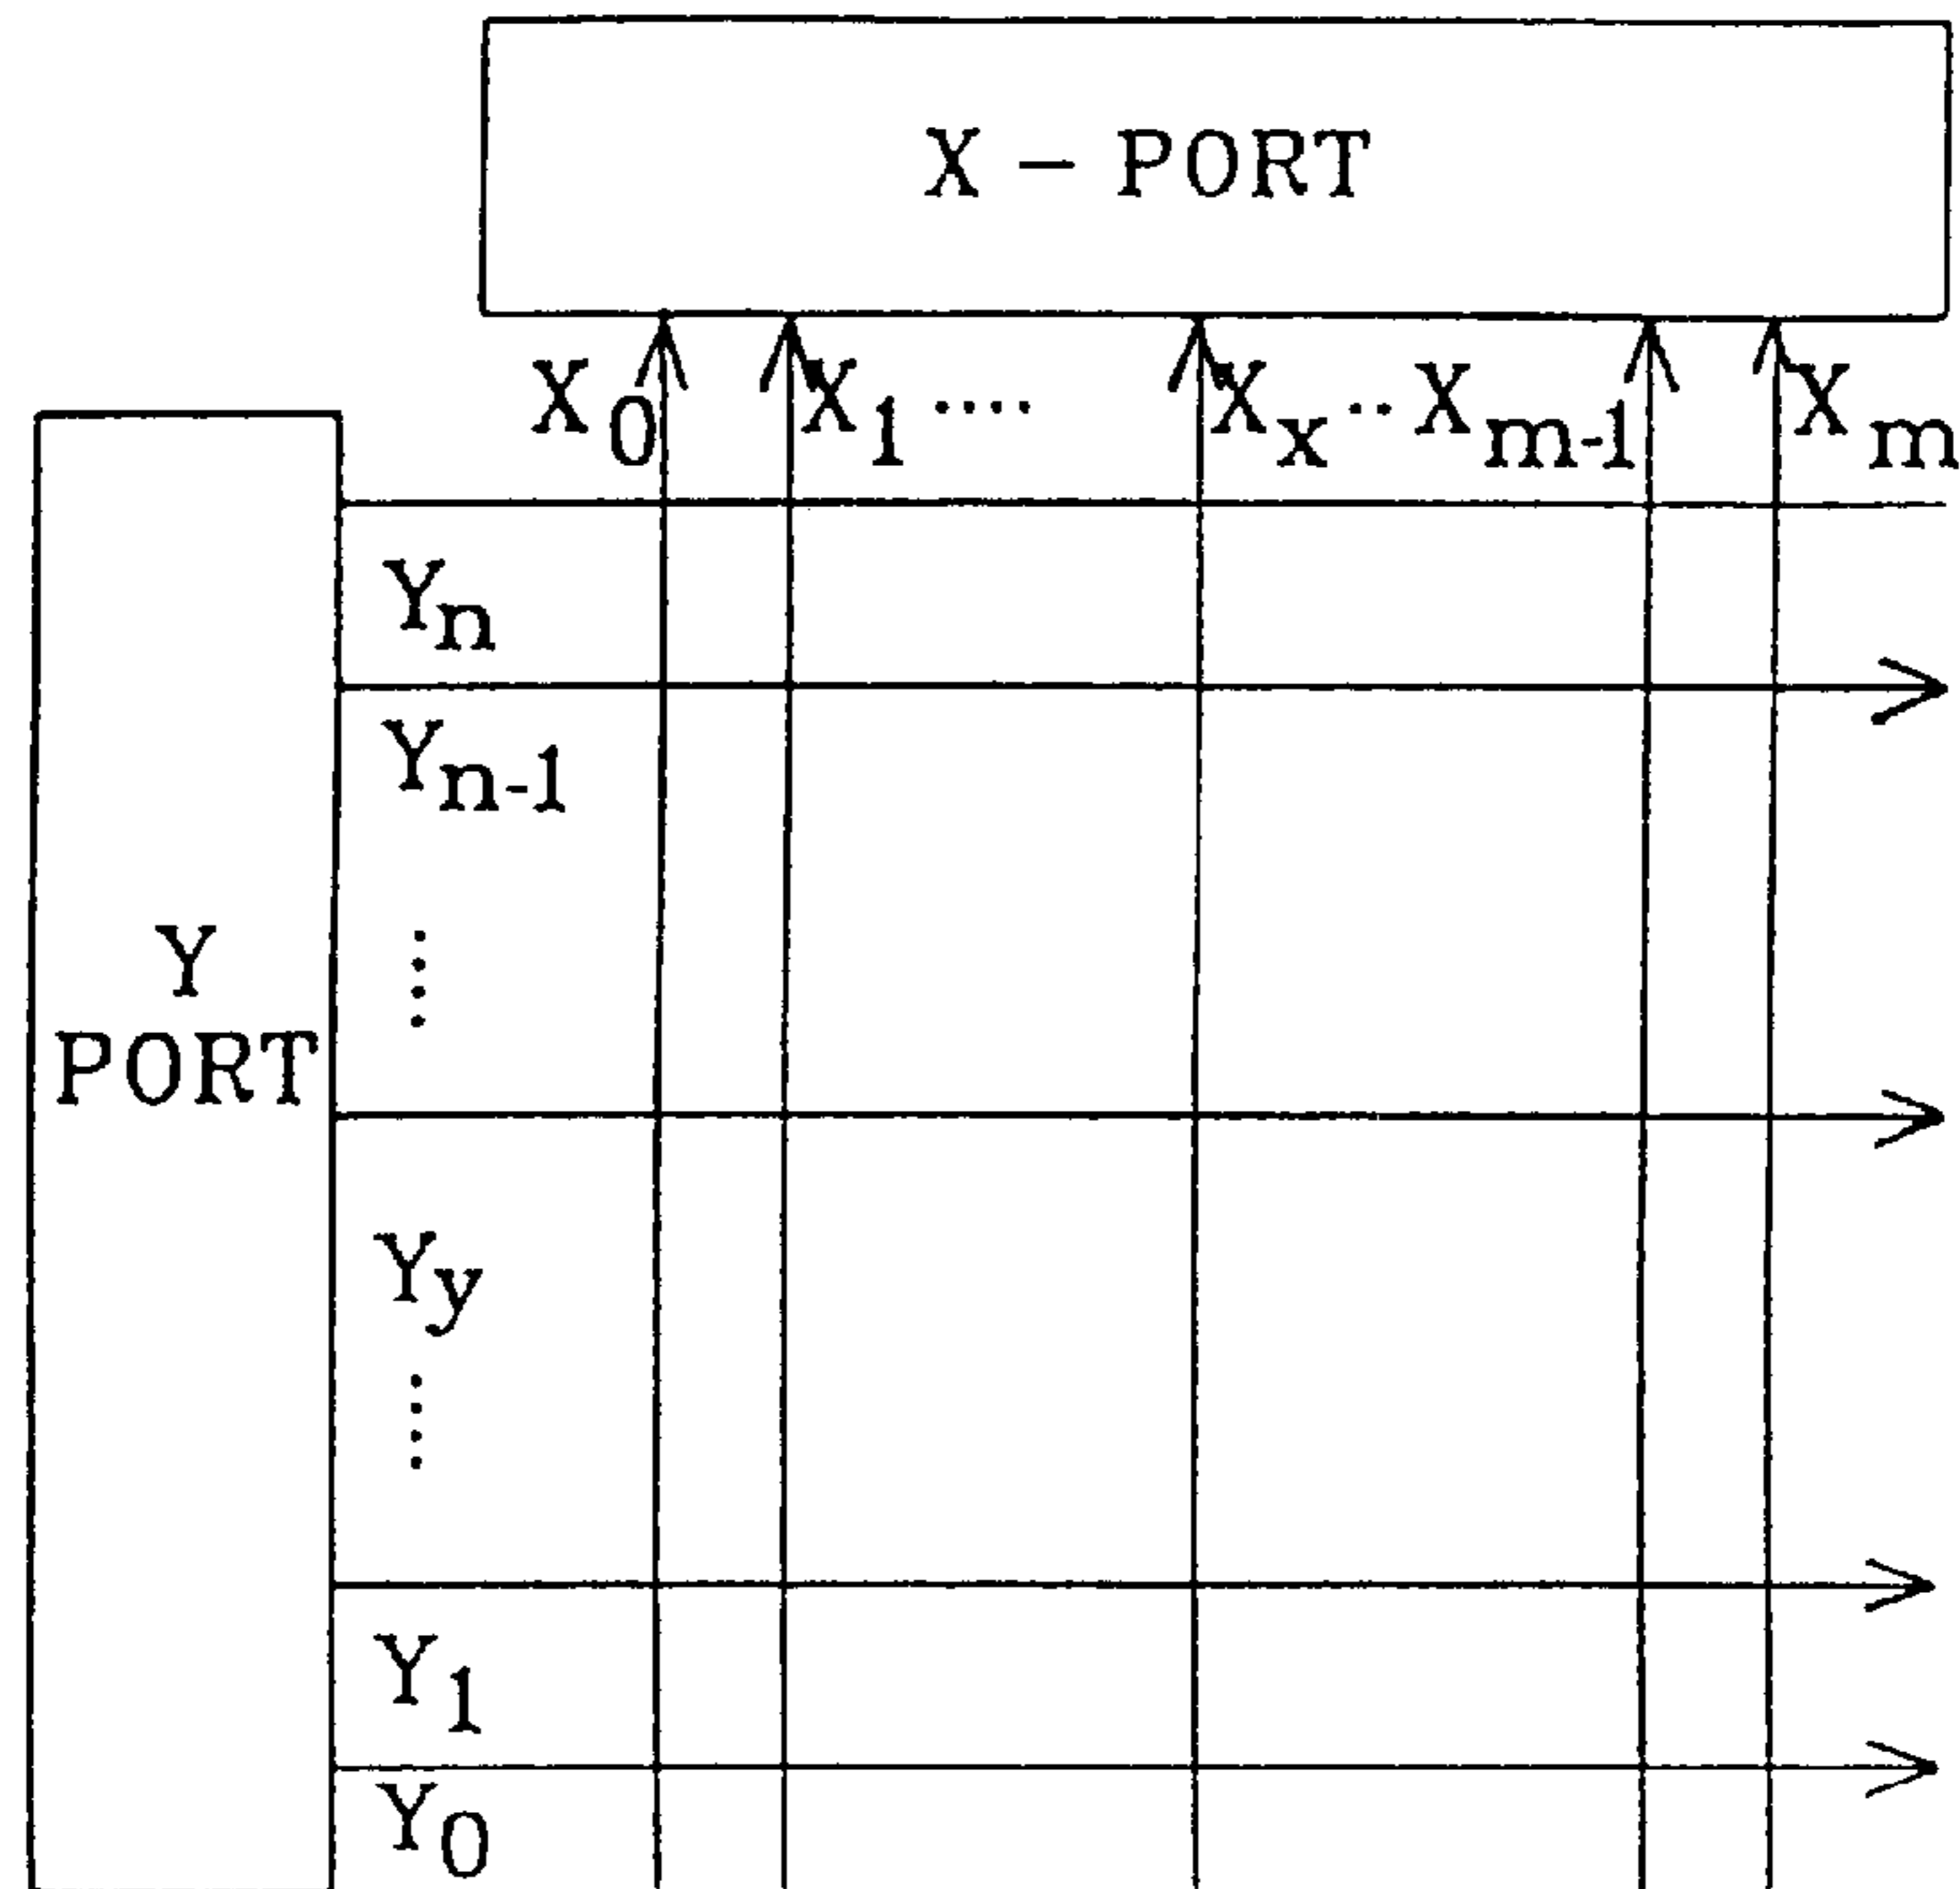 X - PORT
X0 X1 .... Xx .. Xm-1 Xm
Yn
Yn-1
Y
PORT
Yy
Y1
Y0